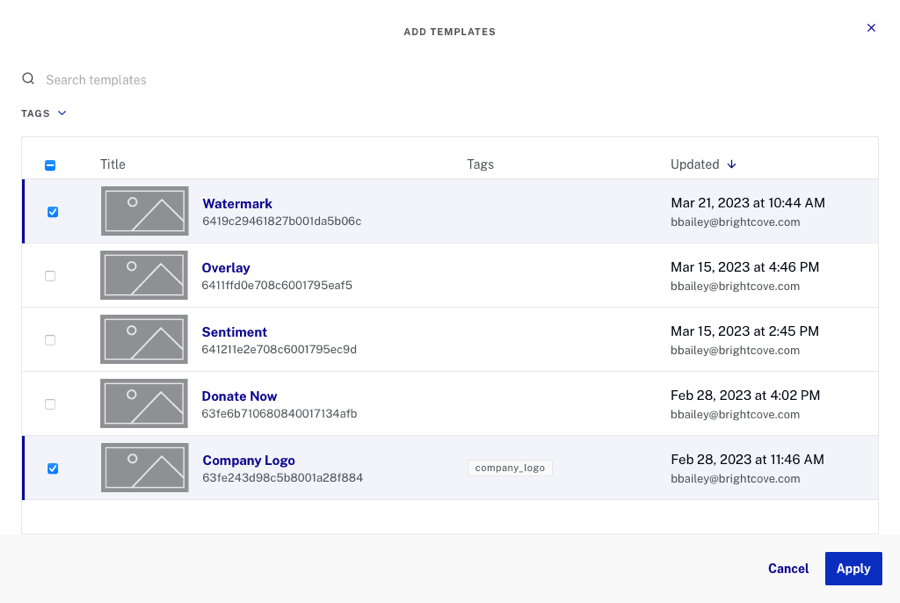 ADD TEMPLATES
Search templates
TAGS
Title Tags Updated
Watermark
6419c29461827b001da5b06c
Mar 21, 2023 at 10:44 AM
bbailey@brightcove.com
Overlay
6411ffd0e708c6001795eaf5
Mar 15, 2023 at 4:46 PM
bbailey@brightcove.com
Sentiment
641211e2e708c6001795ec9d
Mar 15, 2023 at 2:45 PM
bbailey@brightcove.com
Donate Now
63fe6b710680840017134afb
Feb 28, 2023 at 4:02 PM
bbailey@brightcove.com
Company Logo
63fe243d98c5b8001a28f884
company_logo
Feb 28, 2023 at 11:46 AM
bbailey@brightcove.com
Cancel Apply